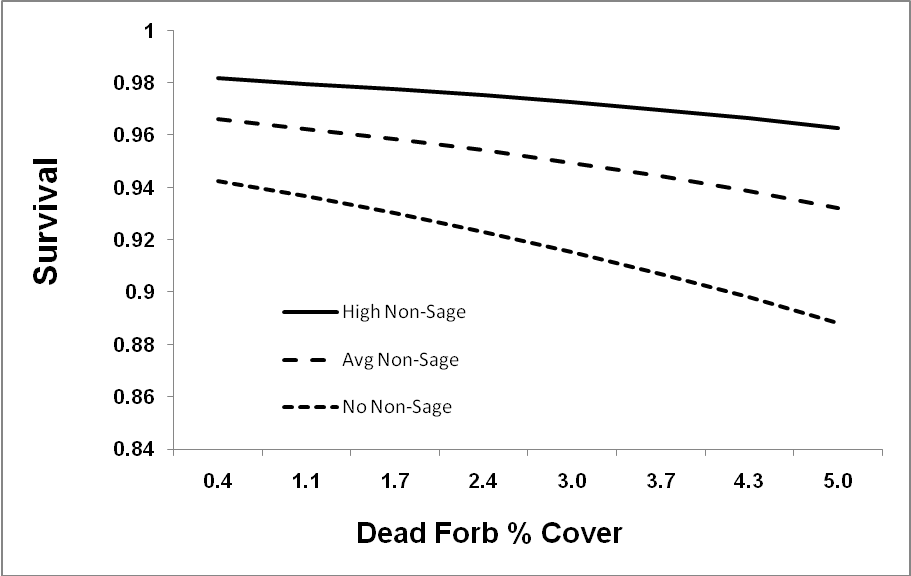 1
0.98
0.96
0.94
0.92
0.9
0.88
0.86
0.84
Survival
High Non-Sage
Avg Non-Sage
No Non-Sage
0.4 1.1 1.7 2.4 3.0 3.7 4.3 5.0
Dead Forb % Cover